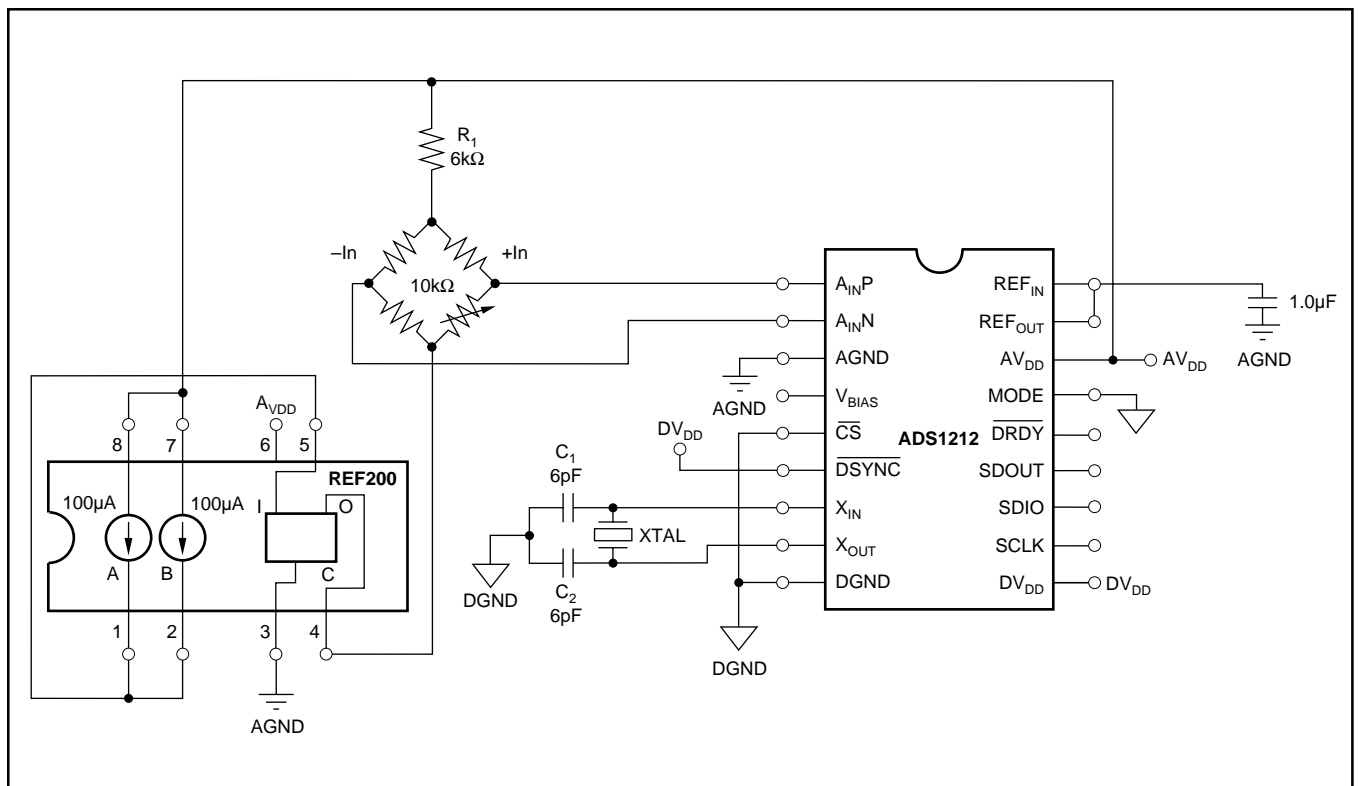 R1
6kΩ
–In
+In
10kΩ
AINP
AINN
AGND
VBIAS
CS
DSYNC
XIN
XOUT
DGND
ADS1212
REFIN
REFOUT
AVDD
MODE
DRDY
SDOUT
SDIO
SCLK
DVDD
1.0µF
AGND
AVDD
DVDD
AGND
DVDD
C1
6pF
XTAL
C2
6pF
DGND
DGND
AVDD
8
7
6
5
REF200
100µA
100µA
I
O
A
B
C
1
2
3
4
AGND